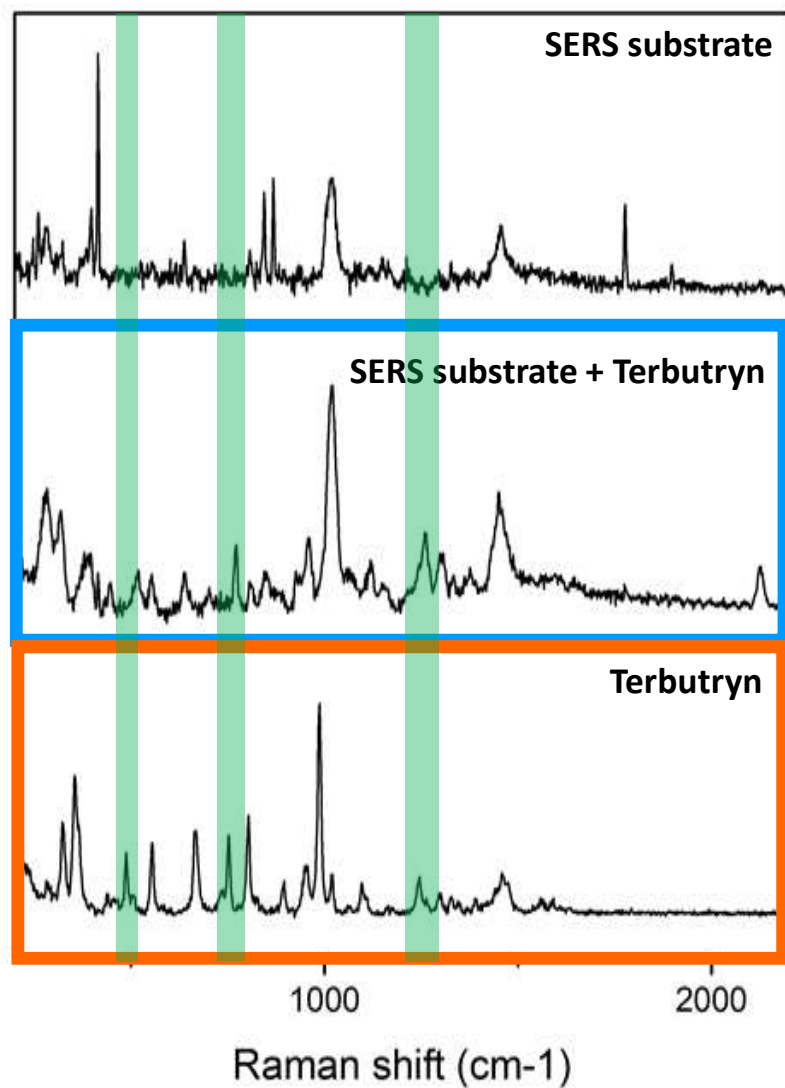 SERS substrate
SERS substrate + Terbutryn
Terbutryn
1000 2000
Raman shift (cm-1)